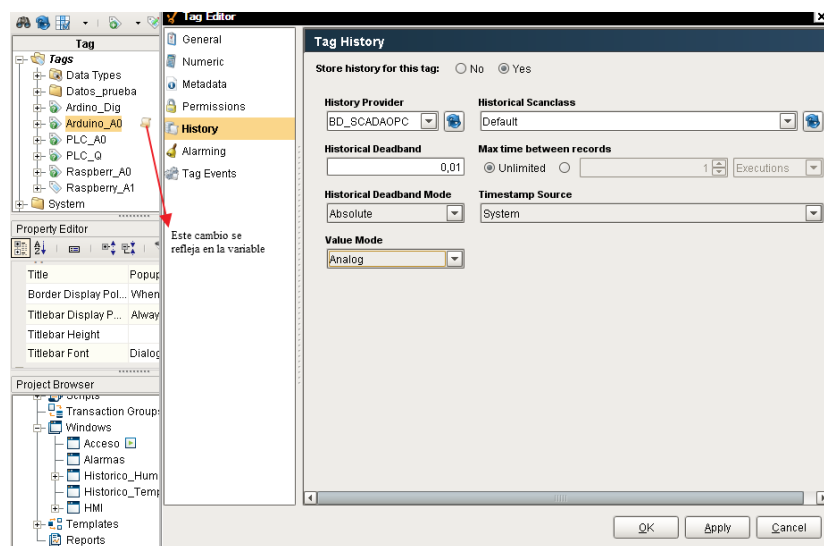 Tag Editor
Tag
Tags
Data Types
Datos_prueba
Ardino_Dig
Arduino_A0
PLC_A0
PLC_Q
Raspberr_A0
Raspberry_A1
System
Property Editor
Title Popup
Border Display Pol... When
Titlebar Display P... Alway
Titlebar Height
Titlebar Font Dialog
Project Browser
Scripts
Transaction Group
Windows
Acceso
Alarmas
Historico_Hum
Historico_Temp
HMI
Templates
Reports
General
Numeric
Metadata
Permissions
History
Alarming
Tag Events
Este cambio se
refleja en la variable
Tag History
Store history for this tag: No Yes
History Provider Historical Scanclass
BD_SCADAOPC Default
Historical Deadband Max time between records
0,01 Unlimited 1 Executions
Historical Deadband Mode Timestamp Source
Absolute System
Value Mode
Analog
OK Apply Cancel